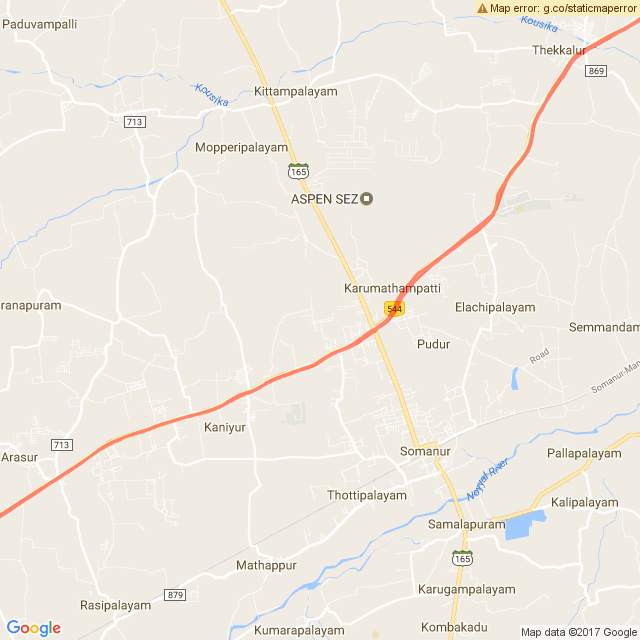 Map error: g.co/staticmaperror
Paduvampalli
Kousika
Thekkalur
869
Kittampalayam
Kousika
713
Mopperipalayam
165
ASPEN SEZ
Karumathampatti
544
ranapuram
Elachipalayam
Semmandam
Pudur
Road
Somanur-Man
Kaniyur
713
Arasur
Somanur
Pallapalayam
Noyyal River
Thottipalayam
Kalipalayam
Samalapuram
165
Mathappur
Karugampalayam
879
Rasipalayam
Kumarapalayam
Kombakadu
Google
Map data ©2017 Google